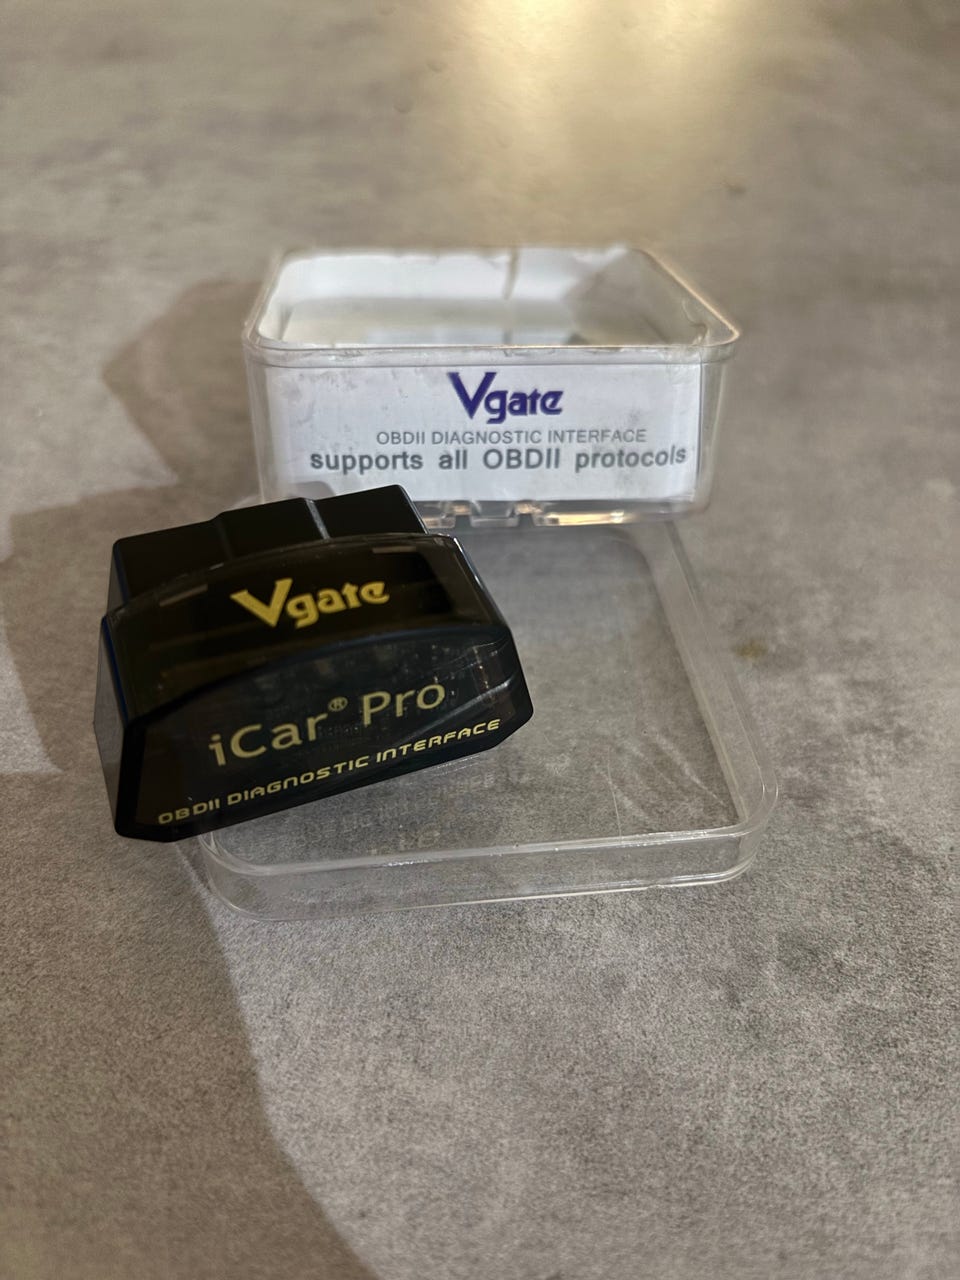 Vgate
OBDII DIAGNOSTIC INTERFACE
supports all OBDII protocols
Vgate
iCar® Pro
OBDII DIAGNOSTIC INTERFACE